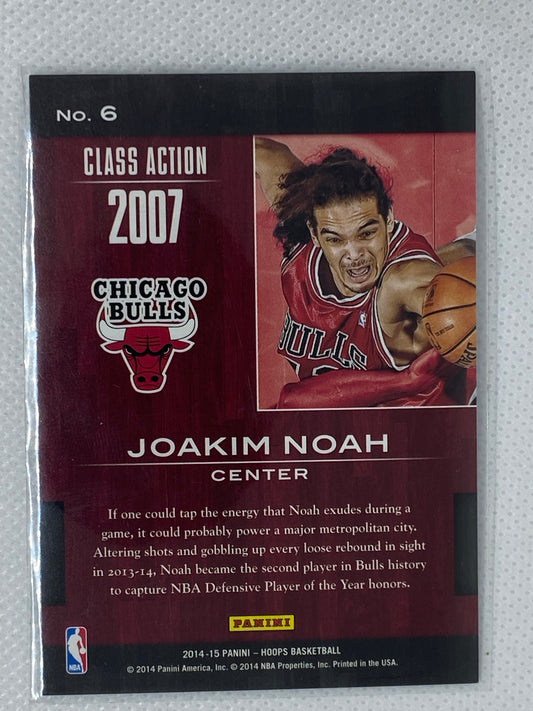 No. 6
CLASS ACTION
2007
CHICAGO
BULLS
BULLS
JOAKIM NOAH
CENTER
If one could tap the energy that Noah exudes during a
game, it could probably power a major metropolitan city.
Altering shots and gobbling up every loose rebound in sight
in 2013-14, Noah became the second player in Bulls history
to capture NBA Defensive Player of the Year honors.
PANINI
NBA
2014-15 PANINI – HOOPS BASKETBALL
© 2014 Panini America, Inc. © 2014 NBA Properties, Inc. Printed in the USA.